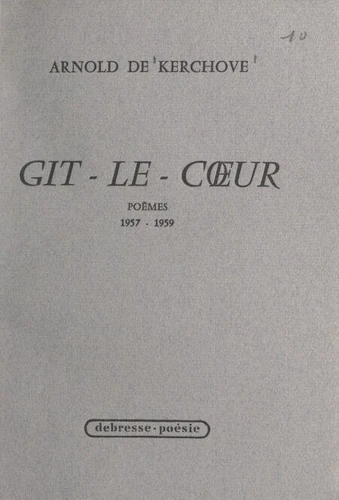 10
ARNOLD DE KERCHOVE
GIT - LE - CŒUR
POÈMES
1957 - 1959
debresse - poésie